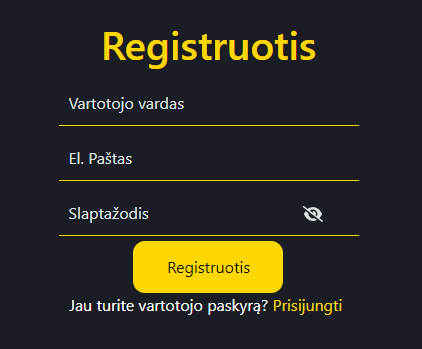 Registruotis
Vartotojo vardas
El. Paštas
Slaptažodis
Registruotis
Jau turite vartotojo paskyrą? Prisijungti